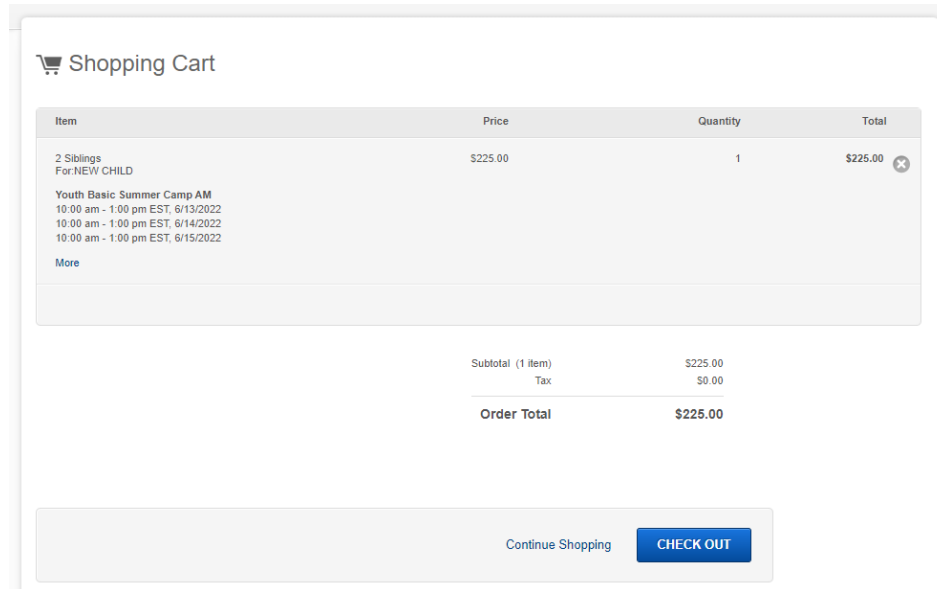 Shopping Cart
Item Price Quantity Total
2 Siblings $225.00 1 $225.00
For:NEW CHILD
Youth Basic Summer Camp AM
10:00 am - 1:00 pm EST, 6/13/2022
10:00 am - 1:00 pm EST, 6/14/2022
10:00 am - 1:00 pm EST, 6/15/2022
More
Subtotal (1 item) $225.00
Tax $0.00
Order Total $225.00
Continue Shopping CHECK OUT